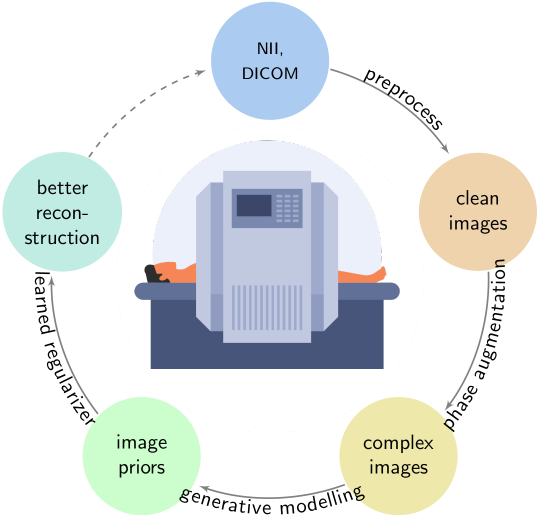 NII,
DICOM
preprocess
clean
images
phase augmentation
complex
images
generative modelling
image
priors
learned regularizer
better
recon-
struction